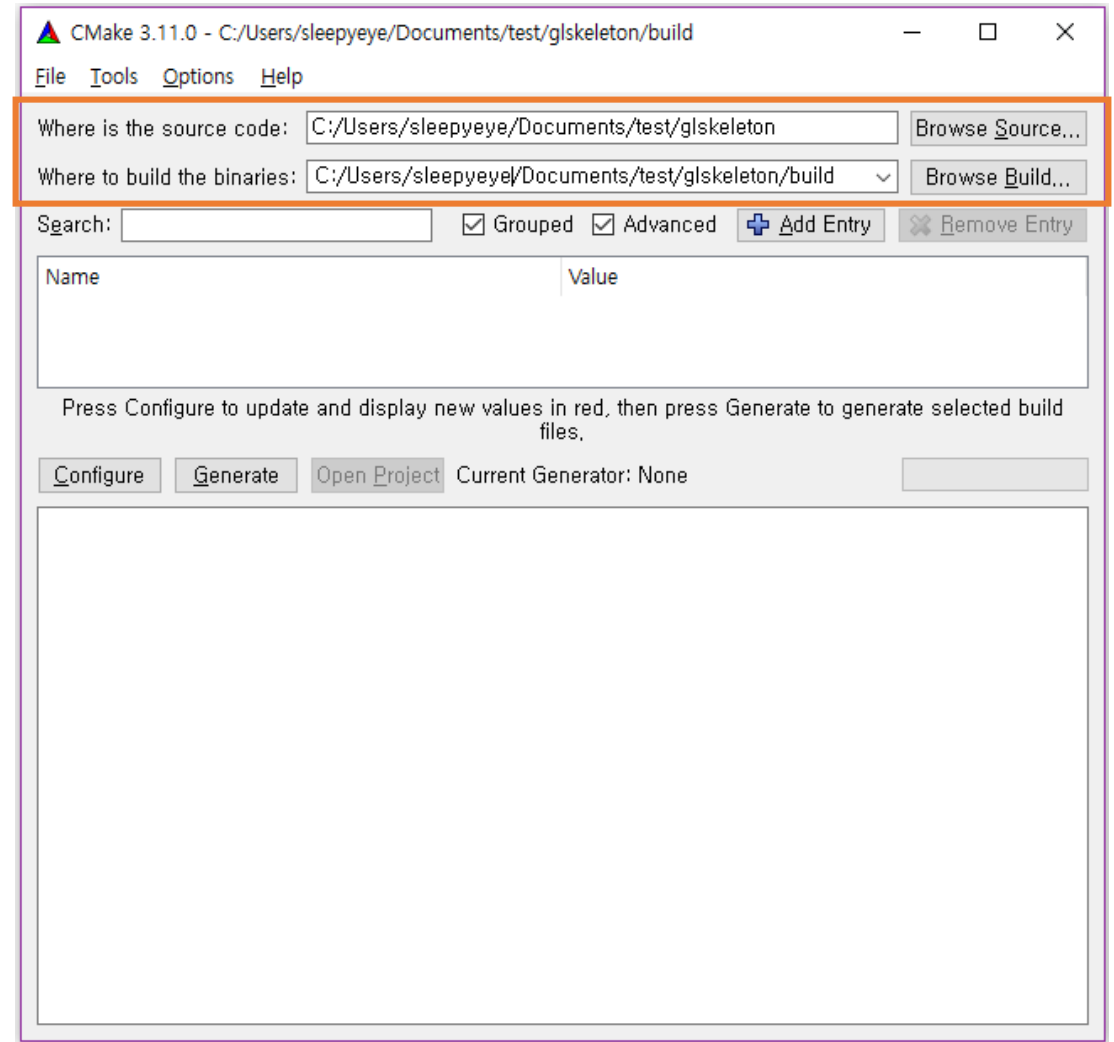 CMake 3.11.0 - C:/Users/sleepyeye/Documents/test/glskeleton/build
File Tools Options Help
Where is the source code: C:/Users/sleepyeye/Documents/test/glskeleton Browse Source...
Where to build the binaries: C:/Users/sleepyeye/Documents/test/glskeleton/build Browse Build...
Search: Grouped Advanced Add Entry Remove Entry
Name Value
Press Configure to update and display new values in red, then press Generate to generate selected build
files.
Configure Generate Open Project Current Generator: None